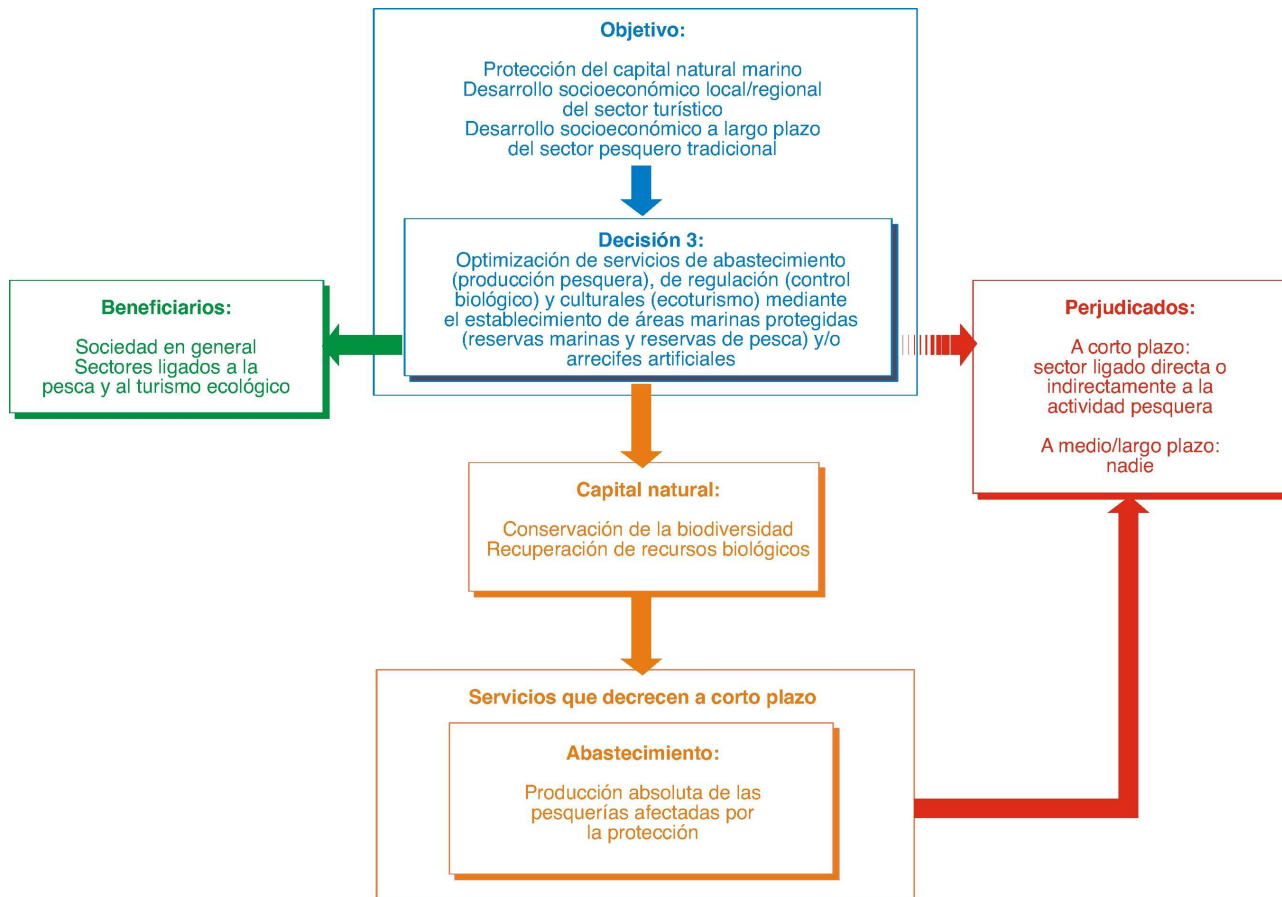 Objetivo:
Protección del capital natural marino
Desarrollo socioeconómico local/regional
del sector turístico
Desarrollo socioeconómico a largo plazo
del sector pesquero tradicional
Decisión 3:
Optimización de servicios de abastecimiento
(producción pesquera), de regulación (control
biológico) y culturales (ecoturismo) mediante
el establecimiento de áreas marinas protegidas
(reservas marinas y reservas de pesca) y/o
arrecifes artificiales
Beneficiarios:
Sociedad en general
Sectores ligados a la
pesca y al turismo ecológico
Perjudicados:
A corto plazo:
sector ligado directa o
indirectamente a la
actividad pesquera
A medio/largo plazo:
nadie
Capital natural:
Conservación de la biodiversidad
Recuperación de recursos biológicos
Servicios que decrecen a corto plazo
Abastecimiento:
Producción absoluta de las
pesquerías afectadas por
la protección